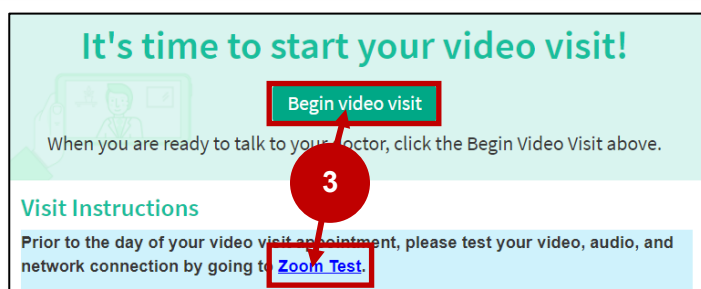 It's time to start your video visit!
Begin video visit
When you are ready to talk to your doctor, click the Begin Video Visit above.
3
Visit Instructions
Prior to the day of your video visit appointment, please test your video, audio, and
network connection by going to Zoom Test.